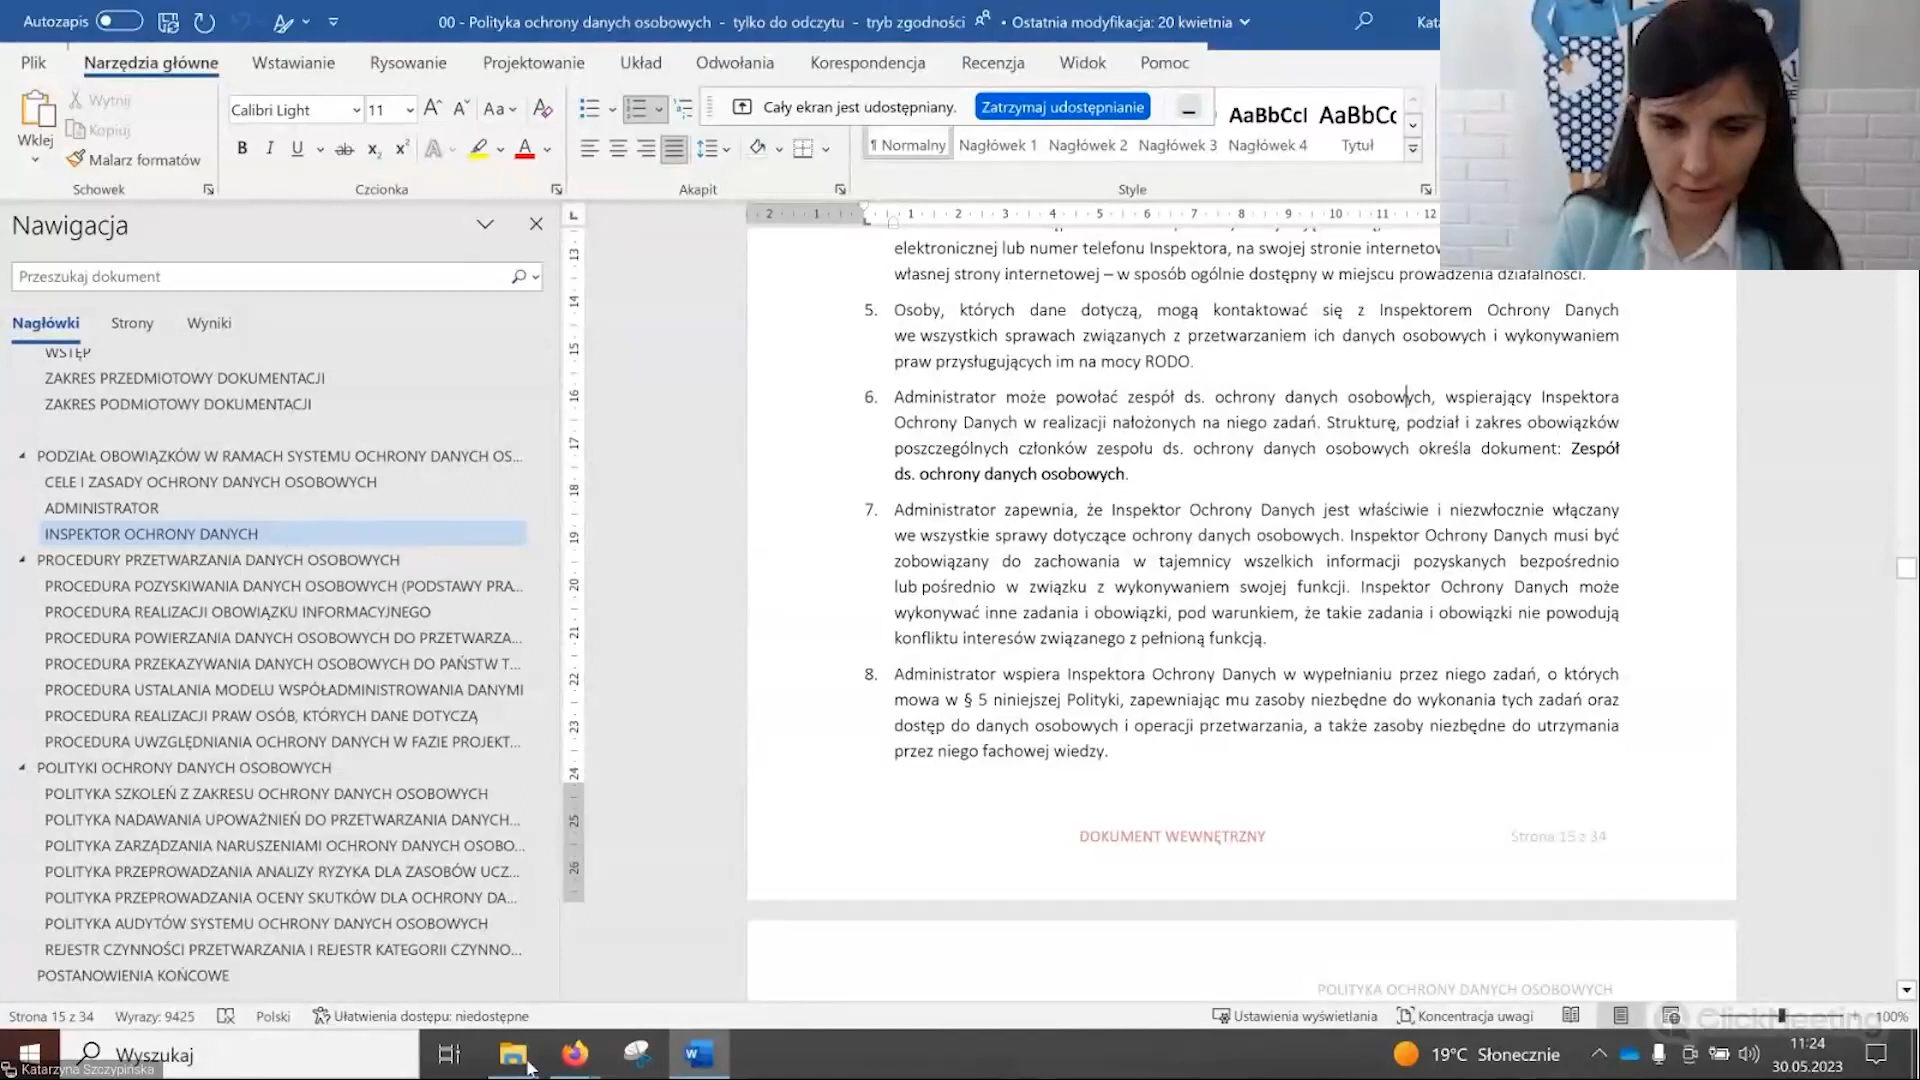 Autozapis
00 - Polityka ochrony danych osobowych - tylko do odczytu - tryb zgodności • Ostatnia modyfikacja: 20 kwietnia
Plik Narzędzia główne Wstawianie Rysowanie Projektowanie Układ Odwołania Korespondencja Recenzja Widok Pomoc
Wklej
Wytnij
Kopiuj
Malarz formatów
Schowek
Calibri Light 11
Czcionka
Akapit
Cały ekran jest udostępniany. Zatrzymaj udostępnianie
AaBbCcI AaBbCc
¶ Normalny Nagłówek 1 Nagłówek 2 Nagłówek 3 Nagłówek 4 Tytuł
Style
Nawigacja
Przeszukaj dokument
Nagłówki Strony Wyniki
WSTĘP
ZAKRES PRZEDMIOTOWY DOKUMENTACJI
ZAKRES PODMIOTOWY DOKUMENTACJI
PODZIAŁ OBOWIĄZKÓW W RAMACH SYSTEMU OCHRONY DANYCH OS...
CELE I ZASADY OCHRONY DANYCH OSOBOWYCH
ADMINISTRATOR
INSPEKTOR OCHRONY DANYCH
PROCEDURY PRZETWARZANIA DANYCH OSOBOWYCH
PROCEDURA POZYSKIWANIA DANYCH OSOBOWYCH (PODSTAWY PRA...
PROCEDURA REALIZACJI OBOWIĄZKU INFORMACYJNEGO
PROCEDURA POWIERZANIA DANYCH OSOBOWYCH DO PRZETWARZA...
PROCEDURA PRZEKAZYWANIA DANYCH OSOBOWYCH DO PAŃSTW T...
PROCEDURA USTALANIA MODELU WSPÓŁADMINISTROWANIA DANYMI
PROCEDURA REALIZACJI PRAW OSÓB, KTÓRYCH DANE DOTYCZĄ
PROCEDURA UWZGLĘDNIANIA OCHRONY DANYCH W FAZIE PROJEKT...
POLITYKI OCHRONY DANYCH OSOBOWYCH
POLITYKA SZKOLEŃ Z ZAKRESU OCHRONY DANYCH OSOBOWYCH
POLITYKA NADAWANIA UPOWAŻNIEŃ DO PRZETWARZANIA DANYCH...
POLITYKA ZARZĄDZANIA NARUSZENIAMI OCHRONY DANYCH OSOBO...
POLITYKA PRZEPROWADZANIA ANALIZY RYZYKA DLA ZASOBÓW UCZ...
POLITYKA PRZEPROWADZANIA OCENY SKUTKÓW DLA OCHRONY DA...
POLITYKA AUDYTÓW SYSTEMU OCHRONY DANYCH OSOBOWYCH
REJESTR CZYNNOŚCI PRZETWARZANIA I REJESTR KATEGORII CZYNNO...
POSTANOWIENIA KOŃCOWE
elektronicznej lub numer telefonu Inspektora, na swojej stronie
własnej strony internetowej – w sposób ogólnie dostępny w miejscu prowadzenia działalności.
5. Osoby, których dane dotyczą, mogą kontaktować się z Inspektorem Ochrony Danych
we wszystkich sprawach związanych z przetwarzaniem ich danych osobowych i wykonywaniem
praw przysługujących im na mocy RODO.
6. Administrator może powołać zespół ds. ochrony danych osobowych, wspierający Inspektora
Ochrony Danych w realizacji nałożonych na niego zadań. Strukturę, podział i zakres obowiązków
poszczególnych członków zespołu ds. ochrony danych osobowych określa dokument: Zespół
ds. ochrony danych osobowych.
7. Administrator zapewnia, że Inspektor Ochrony Danych jest właściwie i niezwłocznie włączany
we wszystkie sprawy dotyczące ochrony danych osobowych. Inspektor Ochrony Danych musi być
zobowiązany do zachowania w tajemnicy wszelkich informacji pozyskanych bezpośrednio
lub pośrednio w związku z wykonywaniem swojej funkcji. Inspektor Ochrony Danych może
wykonywać inne zadania i obowiązki, pod warunkiem, że takie zadania i obowiązki nie powodują
konfliktu interesów związanego z pełnioną funkcją.
8. Administrator wspiera Inspektora Ochrony Danych w wypełnianiu przez niego zadań, o których
mowa w § 5 niniejszej Polityki, zapewniając mu zasoby niezbędne do wykonania tych zadań oraz
dostęp do danych osobowych i operacji przetwarzania, a także zasoby niezbędne do utrzymania
przez niego fachowej wiedzy.
DOKUMENT WEWNĘTRZNY Strona 15 z 34
POLITYKA OCHRONY DANYCH OSOBOWYCH
Strona 15 z 34 Wyrazy: 9425 Polski Ułatwienia dostępu: niedostępne Ustawienia wyświetlania Koncentracja uwagi 100%
ClickMeeting
Wyszukaj
Katarzyna Szczypińska
19°C Słonecznie
11:24
30.05.2023